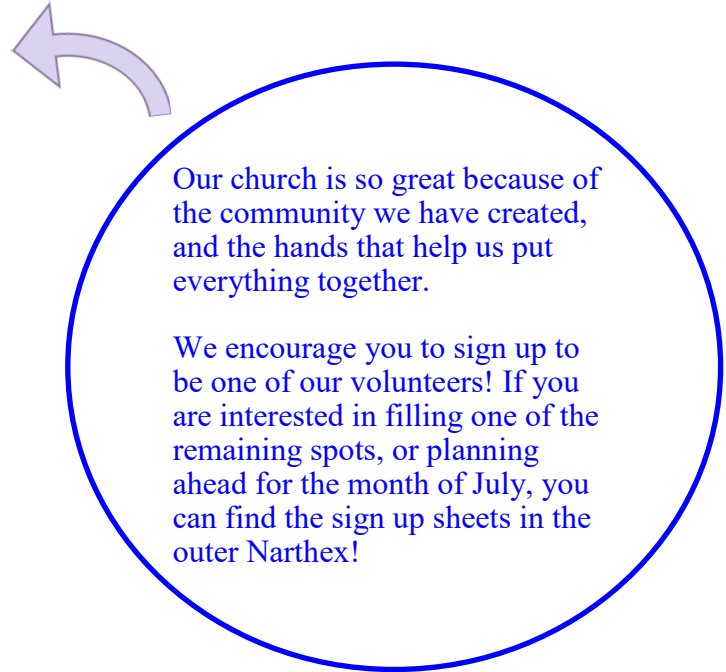 Our church is so great because of
the community we have created,
and the hands that help us put
everything together.
We encourage you to sign up to
be one of our volunteers! If you
are interested in filling one of the
remaining spots, or planning
ahead for the month of July, you
can find the sign up sheets in the
outer Narthex!